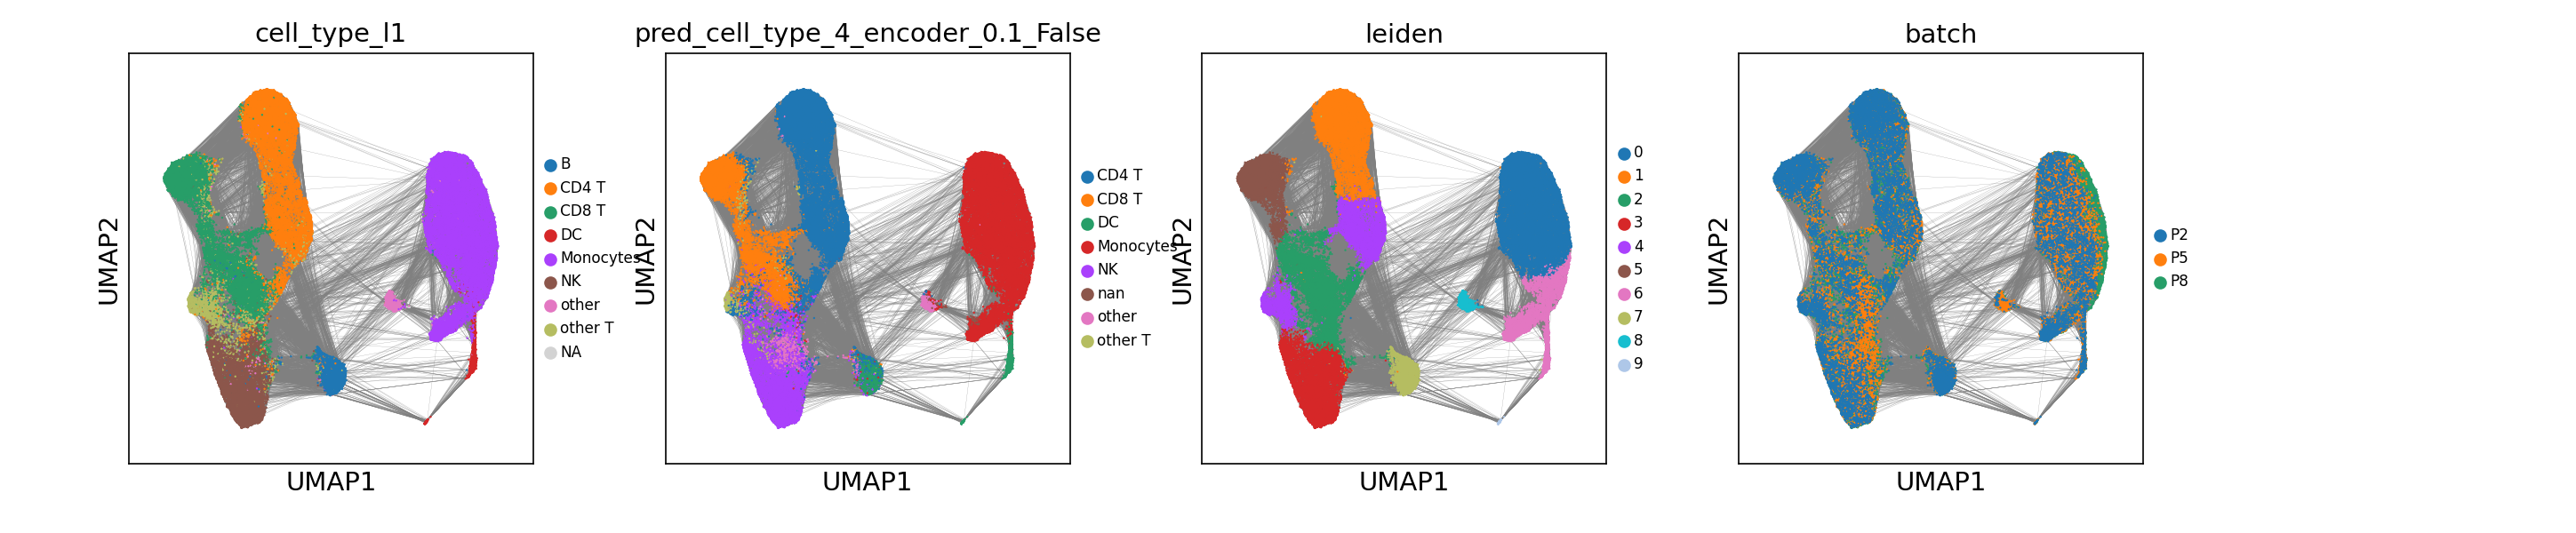 cell_type_l1
UMAP2
UMAP1
B
CD4 T
CD8 T
DC
Monocytes
NK
other
other T
NA
pred_cell_type_4_encoder_0.1_False
UMAP2
UMAP1
CD4 T
CD8 T
DC
Monocytes
NK
nan
other
other T
leiden
UMAP2
UMAP1
0
1
2
3
4
5
6
7
8
9
batch
UMAP2
UMAP1
P2
P5
P8